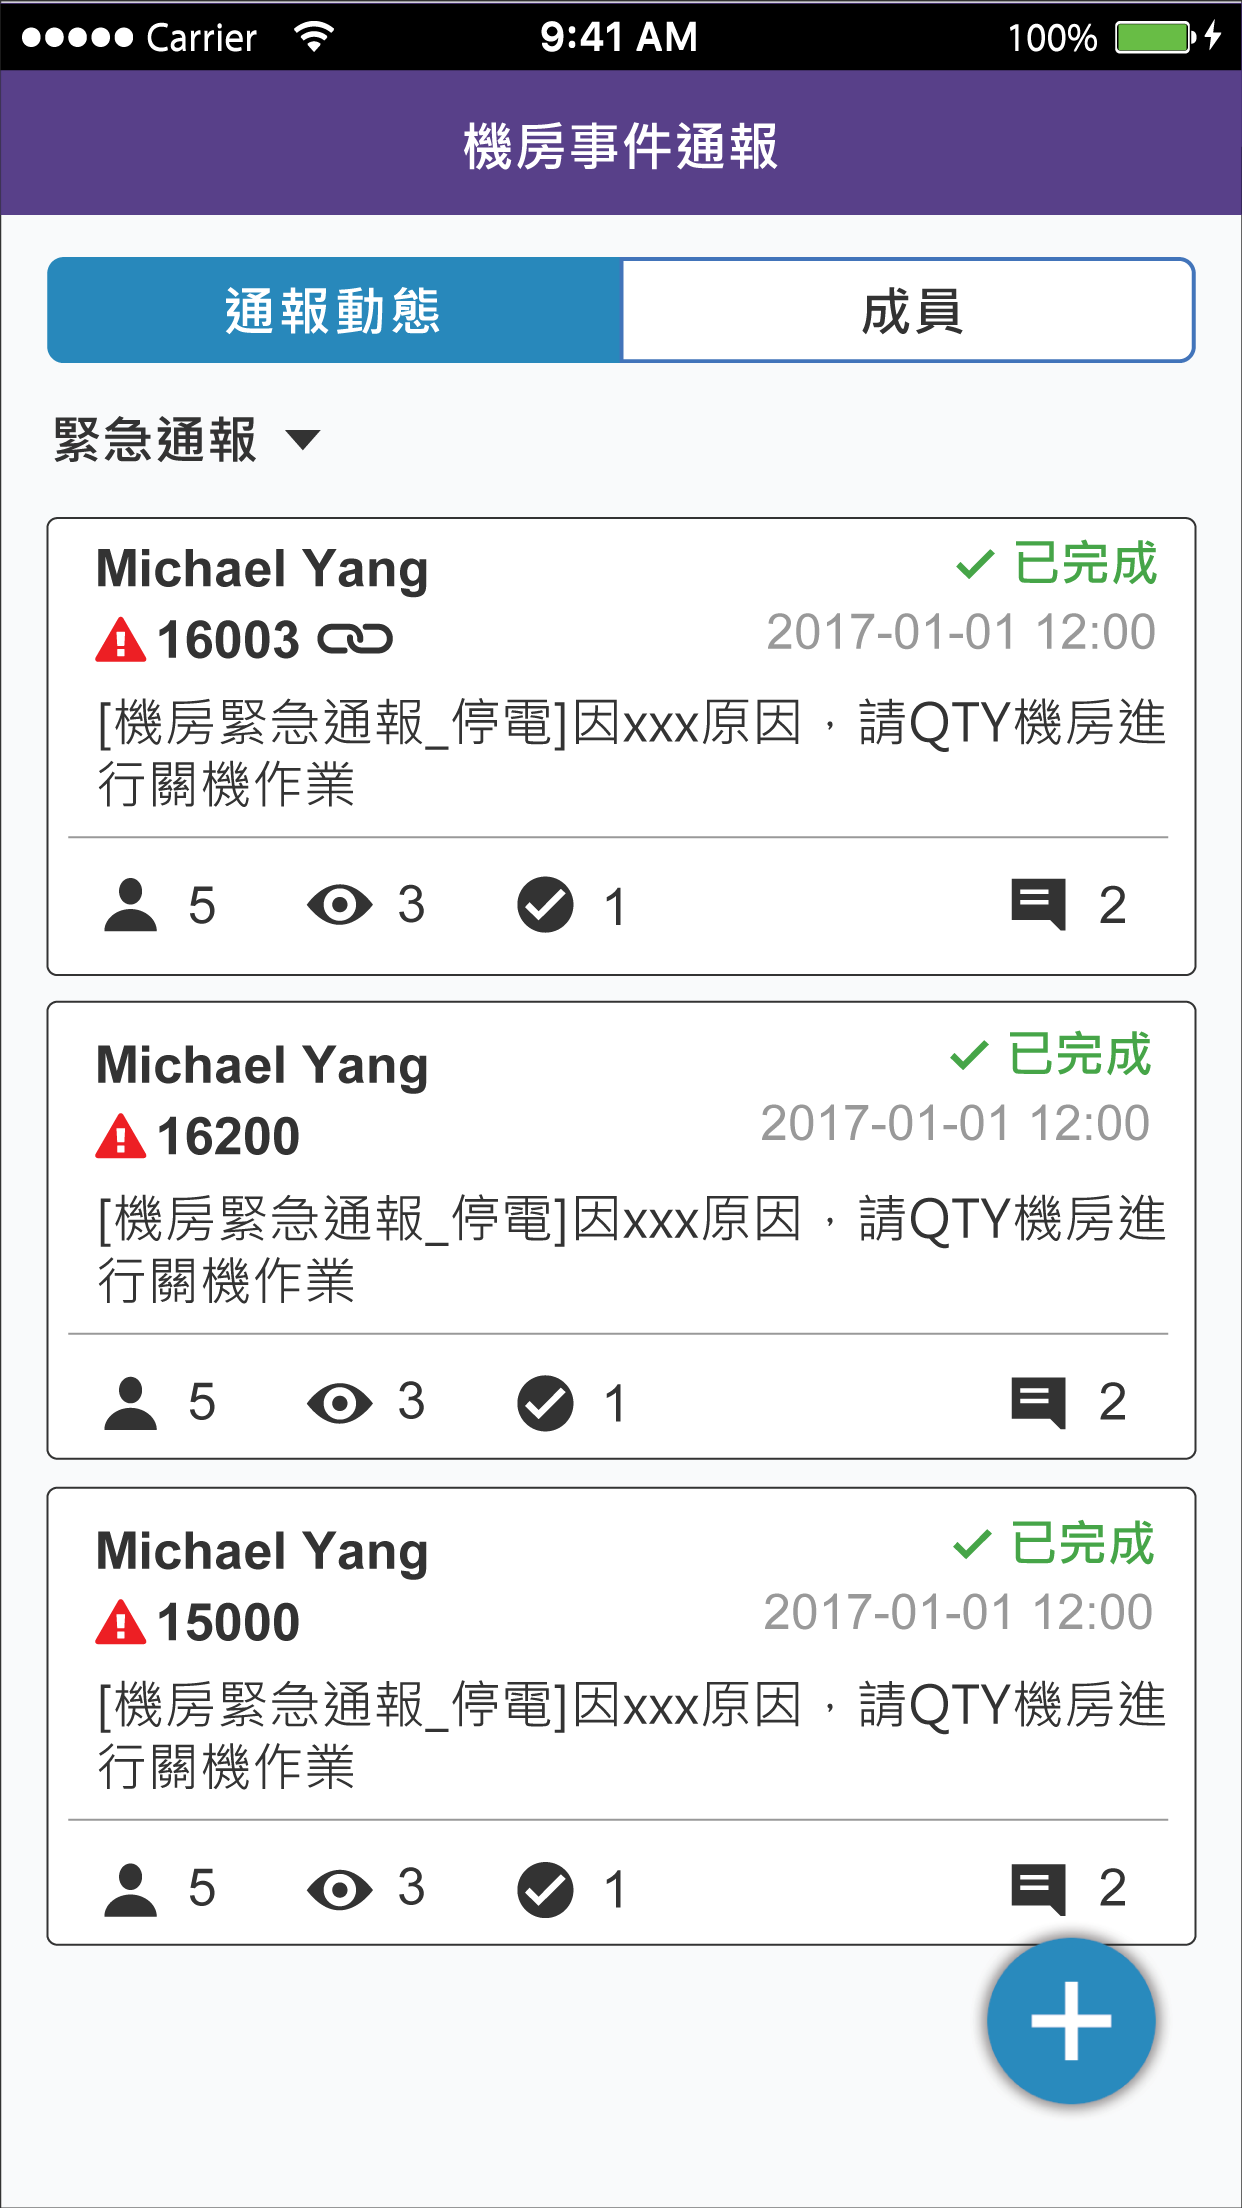 Carrier 9:41 AM 100%
機房事件通報
通報動態 成員
緊急通報
Michael Yang 已完成
16003 2017-01-01 12:00
[機房緊急通報_停電]因xxx原因，請QTY機房進
行關機作業
5 3 1 2
Michael Yang 已完成
16200 2017-01-01 12:00
[機房緊急通報_停電]因xxx原因，請QTY機房進
行關機作業
5 3 1 2
Michael Yang 已完成
15000 2017-01-01 12:00
[機房緊急通報_停電]因xxx原因，請QTY機房進
行關機作業
5 3 1 2